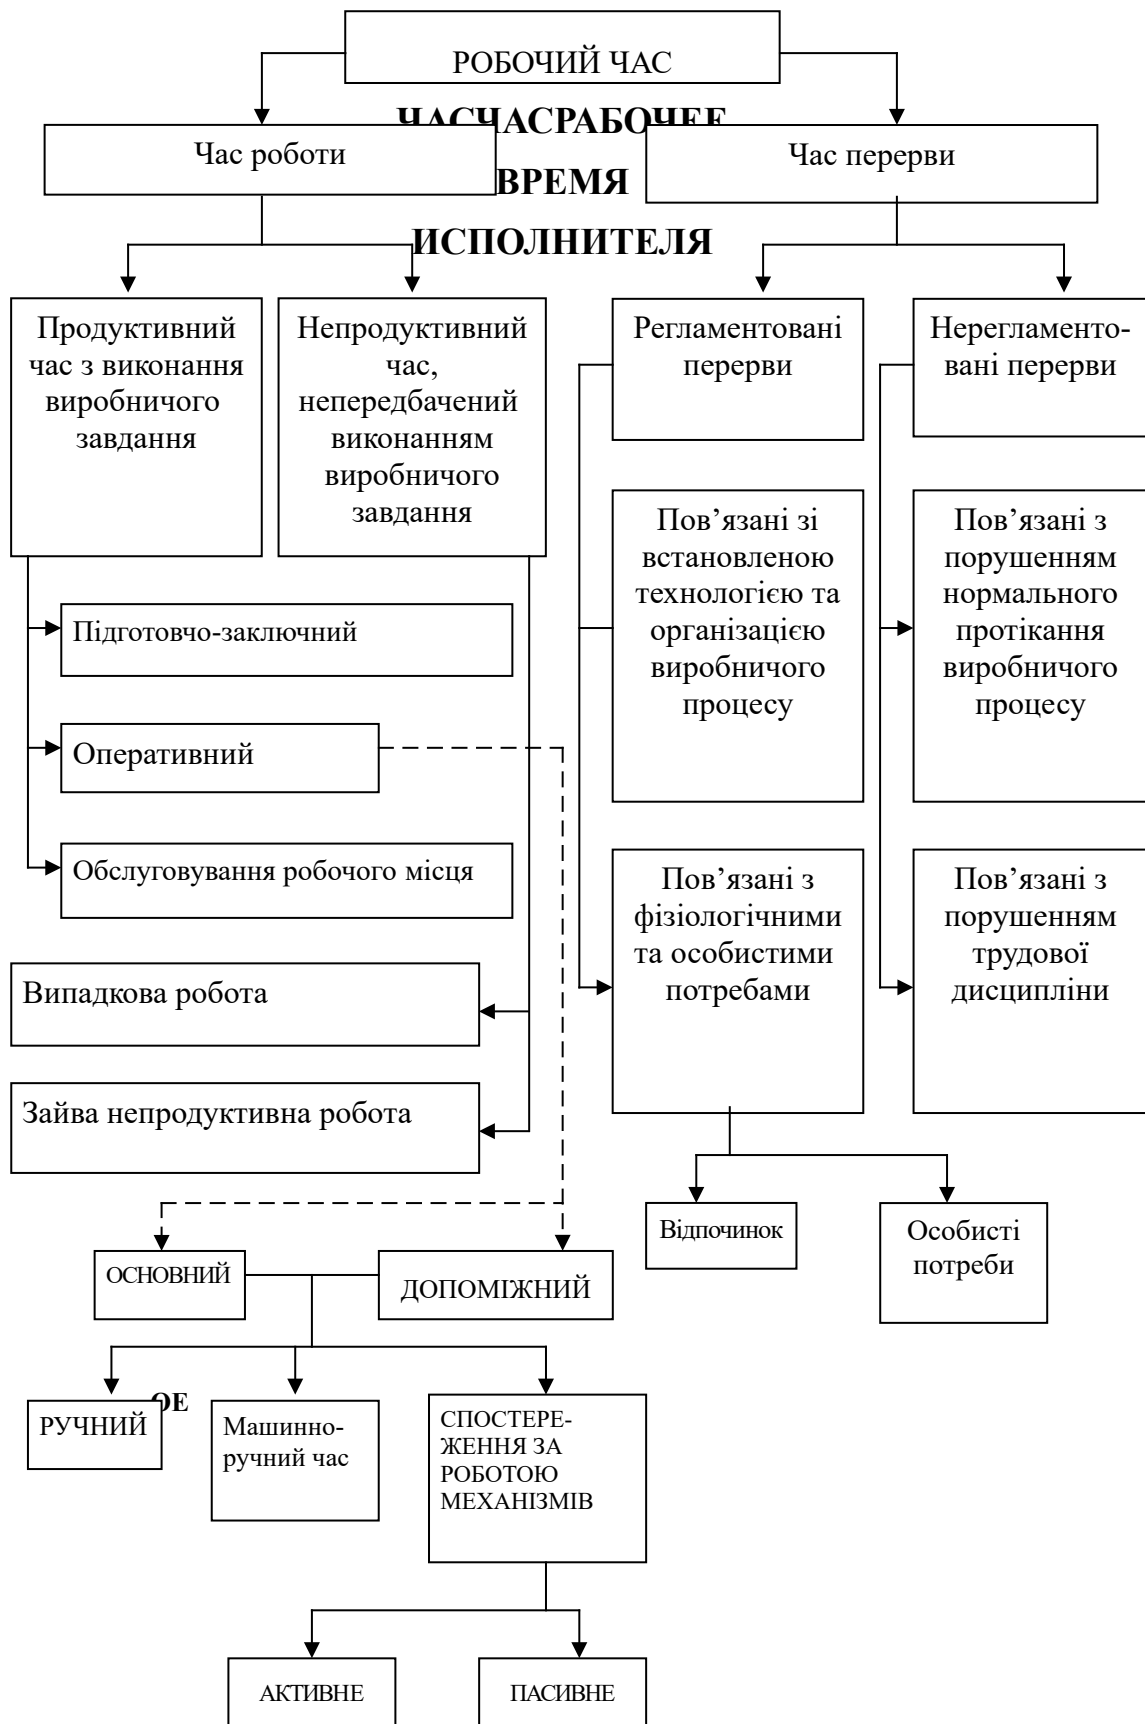 РОБОЧИЙ ЧАС
ЧАСЧАСРАБОЧЕЕ
Час роботи
Час перерви
ВРЕМЯ
ИСПОЛНИТЕЛЯ
Продуктивний
час з виконання
виробничого
завдання
Непродуктивний
час,
непередбачений
виконанням
виробничого
завдання
Регламентовані
перерви
Нерегламенто-
вані перерви
Пов’язані зі
встановленою
технологією та
організацією
виробничого
процесу
Пов’язані з
порушенням
нормального
протікання
виробничого
процесу
Підготовчо-заключний
Оперативний
Обслуговування робочого місця
Пов’язані з
фізіологічними
та особистими
потребами
Пов’язані з
порушенням
трудової
дисципліни
Випадкова робота
Зайва непродуктивна робота
Відпочинок
Особисті
потреби
ОСНОВНИЙ
ДОПОМІЖНИЙ
ОЕ
РУЧНИЙ
Машинно-
ручний час
СПОСТЕРЕ-
ЖЕННЯ ЗА
РОБОТОЮ
МЕХАНІЗМІВ
АКТИВНЕ
ПАСИВНЕ